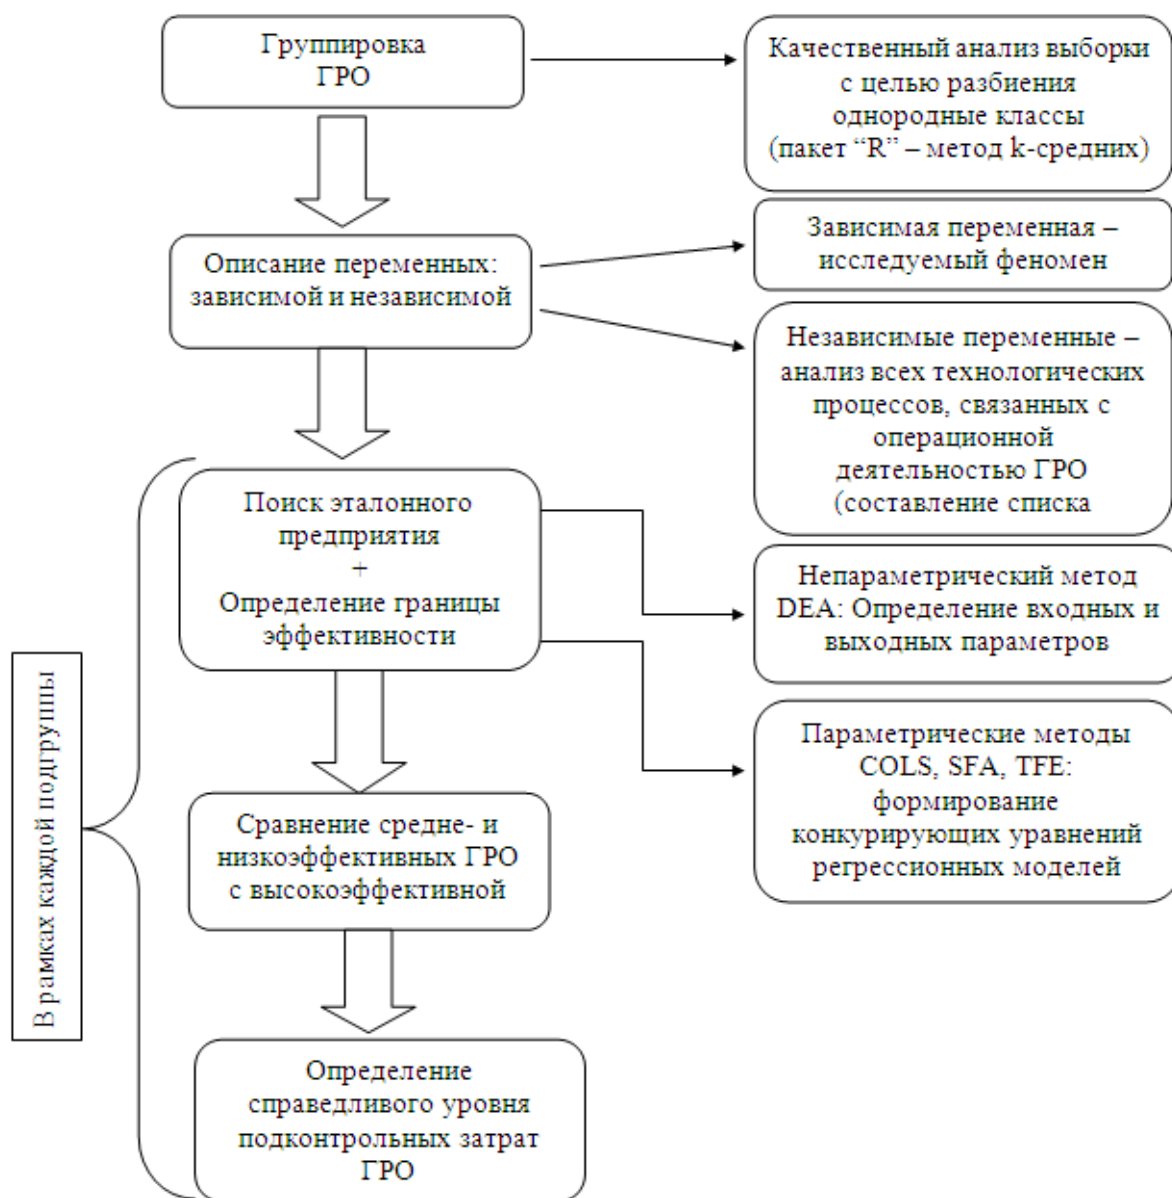 Группировка
ГРО
Качественный анализ выборки
с целью разбиения
однородные классы
(пакет “R” – метод k-средних)
Описание переменных:
зависимой и независимой
Зависимая переменная –
исследуемый феномен
Независимые переменные –
анализ всех технологических
процессов, связанных с
операционной
деятельностью ГРО
(составление списка
Поиск эталонного
предприятия
+
Определение границы
эффективности
Непараметрический метод
DEA: Определение входных и
выходных параметров
Параметрические методы
COLS, SFA, TFE:
формирование
конкурирующих уравнений
регрессионных моделей
В рамках каждой подгруппы
Сравнение средне- и
низкоэффективных ГРО
с высокоэффективной
Определение
справедливого уровня
подконтрольных затрат
ГРО